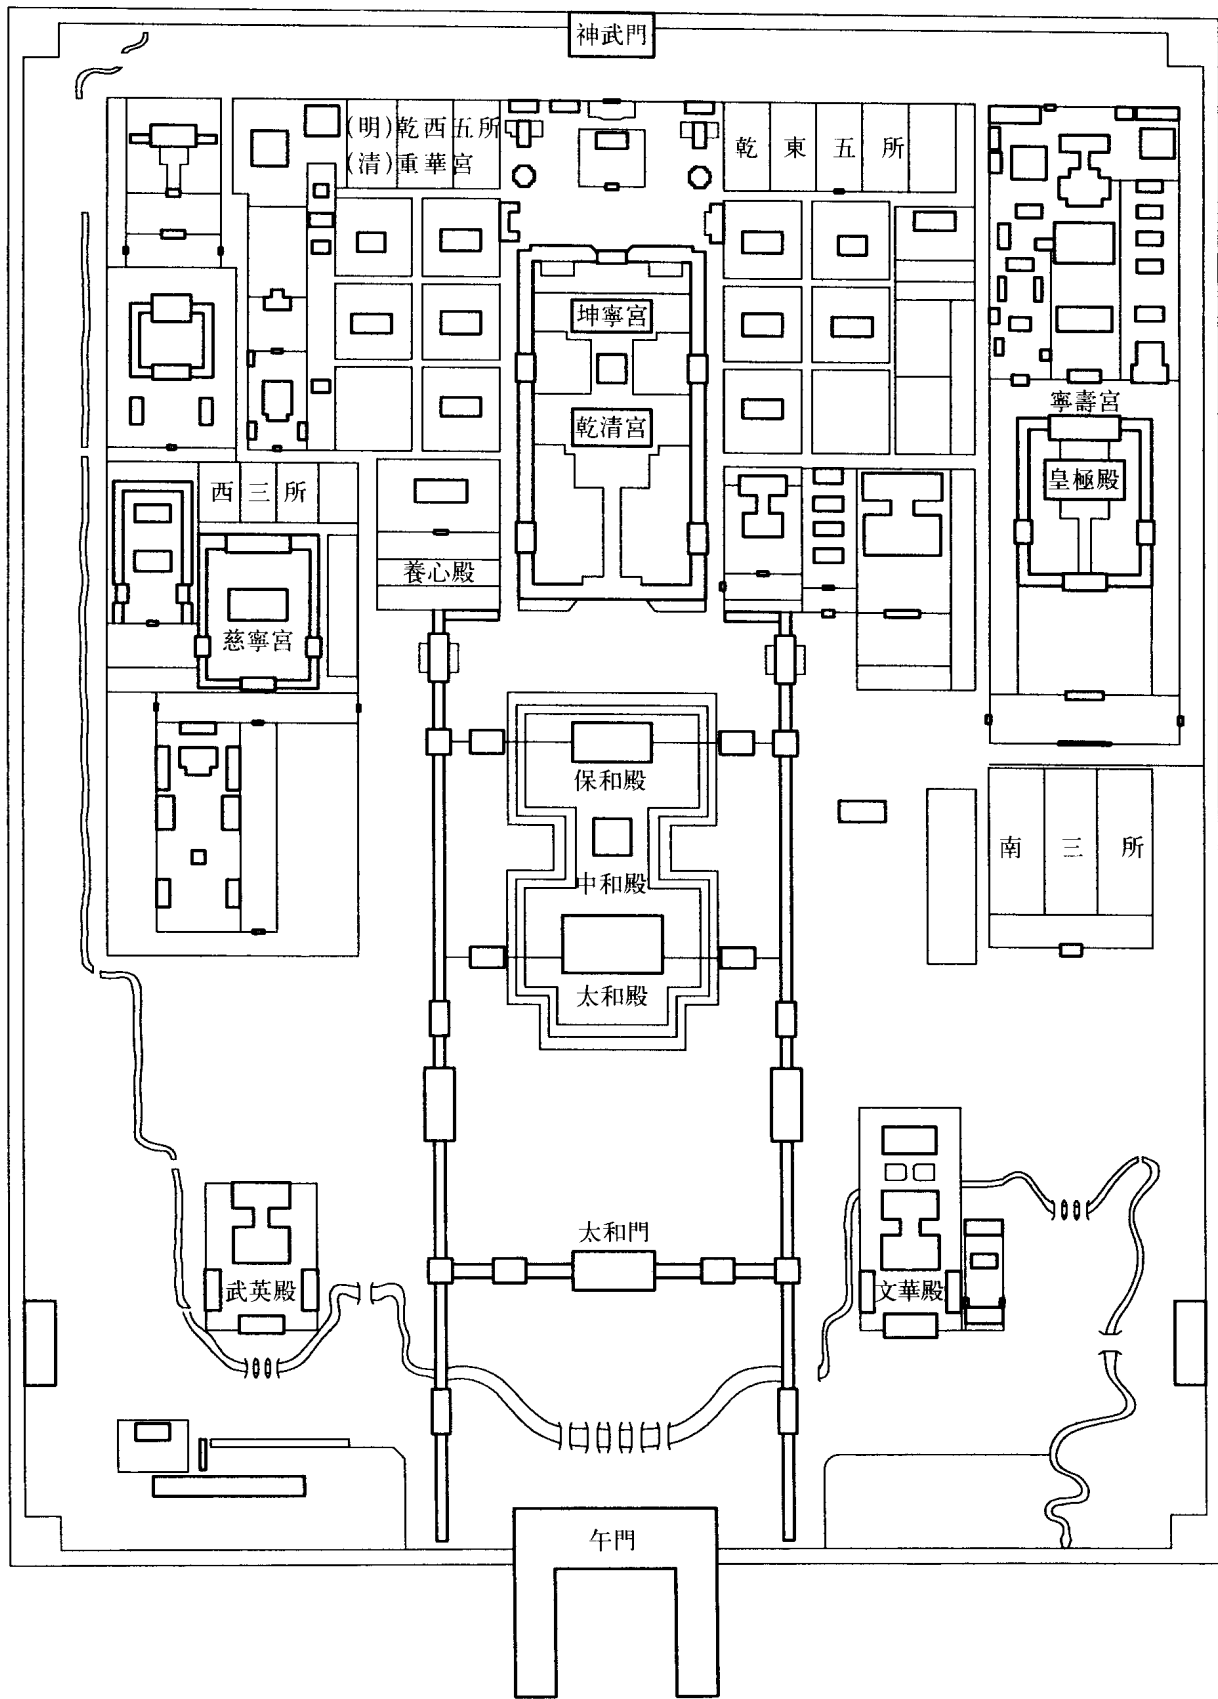 神武門
(明)乾西五所
(清)重華宮
乾東五所
坤寧宮
乾清宮
寧壽宮
皇極殿
西三所
養心殿
慈寧宮
保和殿
中和殿
南三所
太和殿
太和門
武英殿
文華殿
午門